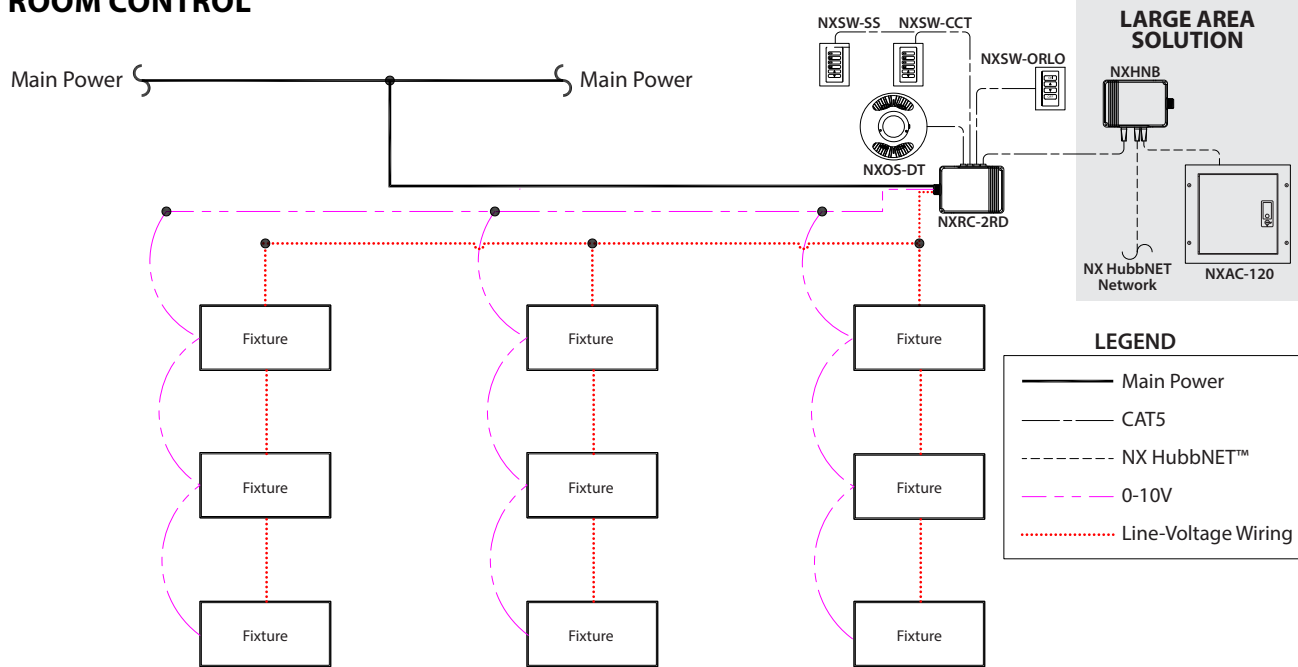 ROOM CONTROL
Main Power
Main Power
NXSW-SS
NXSW-CCT
NXSW-ORLO
NXOS-DT
NXRC-2RD
LARGE AREA
SOLUTION
NXHNB
NX HubbNET
Network
NXAC-120
Fixture
Fixture
Fixture
Fixture
Fixture
Fixture
Fixture
Fixture
Fixture
LEGEND
Main Power
CAT5
NX HubbNET™
0-10V
Line-Voltage Wiring